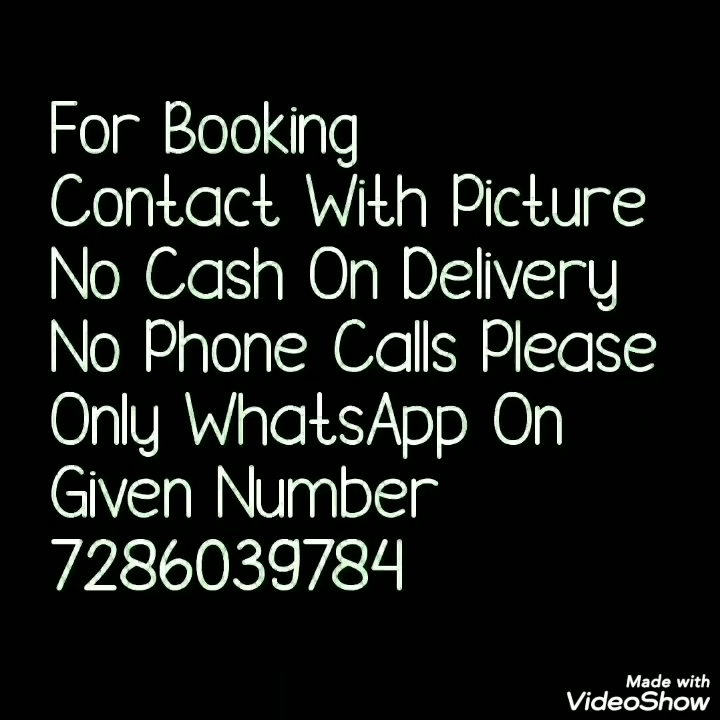 For Booking
Contact With Picture
No Cash On Delivery
No Phone Calls Please
Only WhatsApp On
Given Number
7286039784
Made with
VideoShow